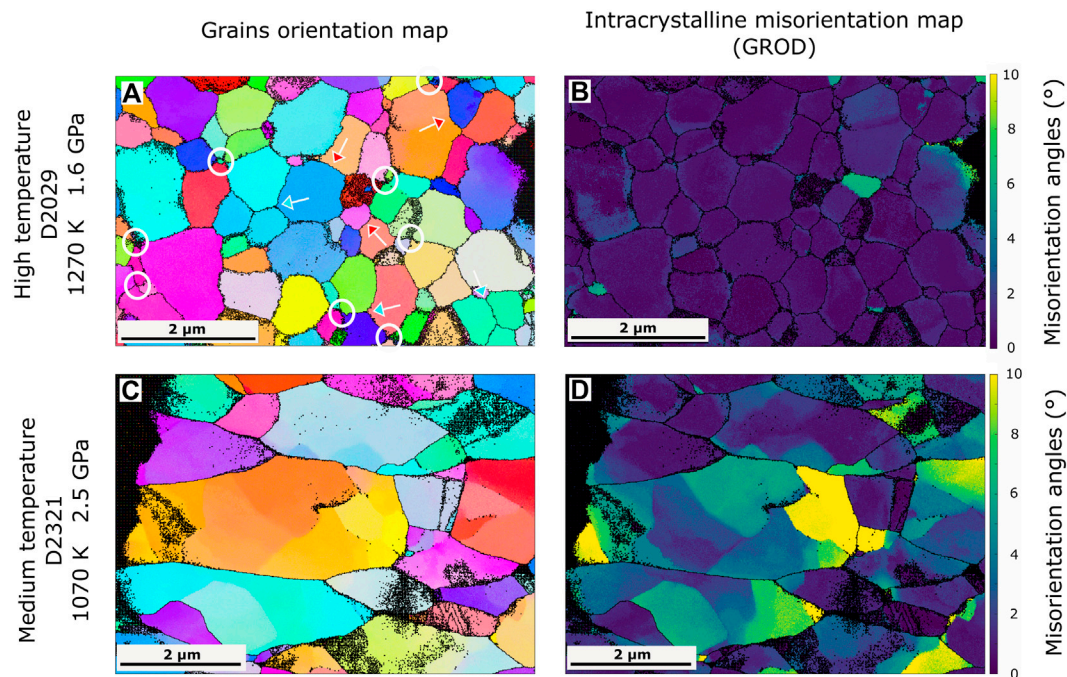 Grains orientation map
Intracrystalline misorientation map
(GROD)
High temperature
D2029
1270 K 1.6 GPa
A
2 µm
B
2 µm
10
8
6
4
2
0
Misorientation angles (°)
Medium temperature
D2321
1070 K 2.5 GPa
C
2 µm
D
2 µm
10
8
6
4
2
0
Misorientation angles (°)